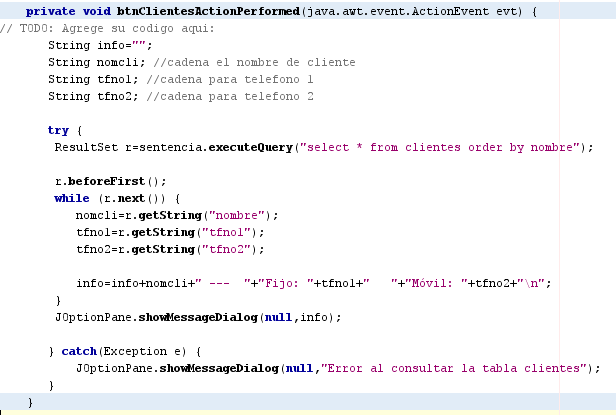 private void btnClientesActionPerformed(java.awt.event.ActionEvent evt) {
// TODO: Agrege su codigo aqui:
String info="";
String nomcli; //cadena el nombre de cliente
String tfno1; //cadena para telefono 1
String tfno2; //cadena para telefono 2
try {
ResultSet r=sentencia.executeQuery("select * from clientes order by nombre");
r.beforeFirst();
while (r.next()) {
nomcli=r.getString("nombre");
tfno1=r.getString("tfno1");
tfno2=r.getString("tfno2");
info=info+nomcli+" ---  "+"Fijo: "+tfno1+"   "+"Móvil: "+tfno2+"\n";
}
JOptionPane.showMessageDialog(null,info);
} catch(Exception e) {
JOptionPane.showMessageDialog(null,"Error al consultar la tabla clientes");
}
}